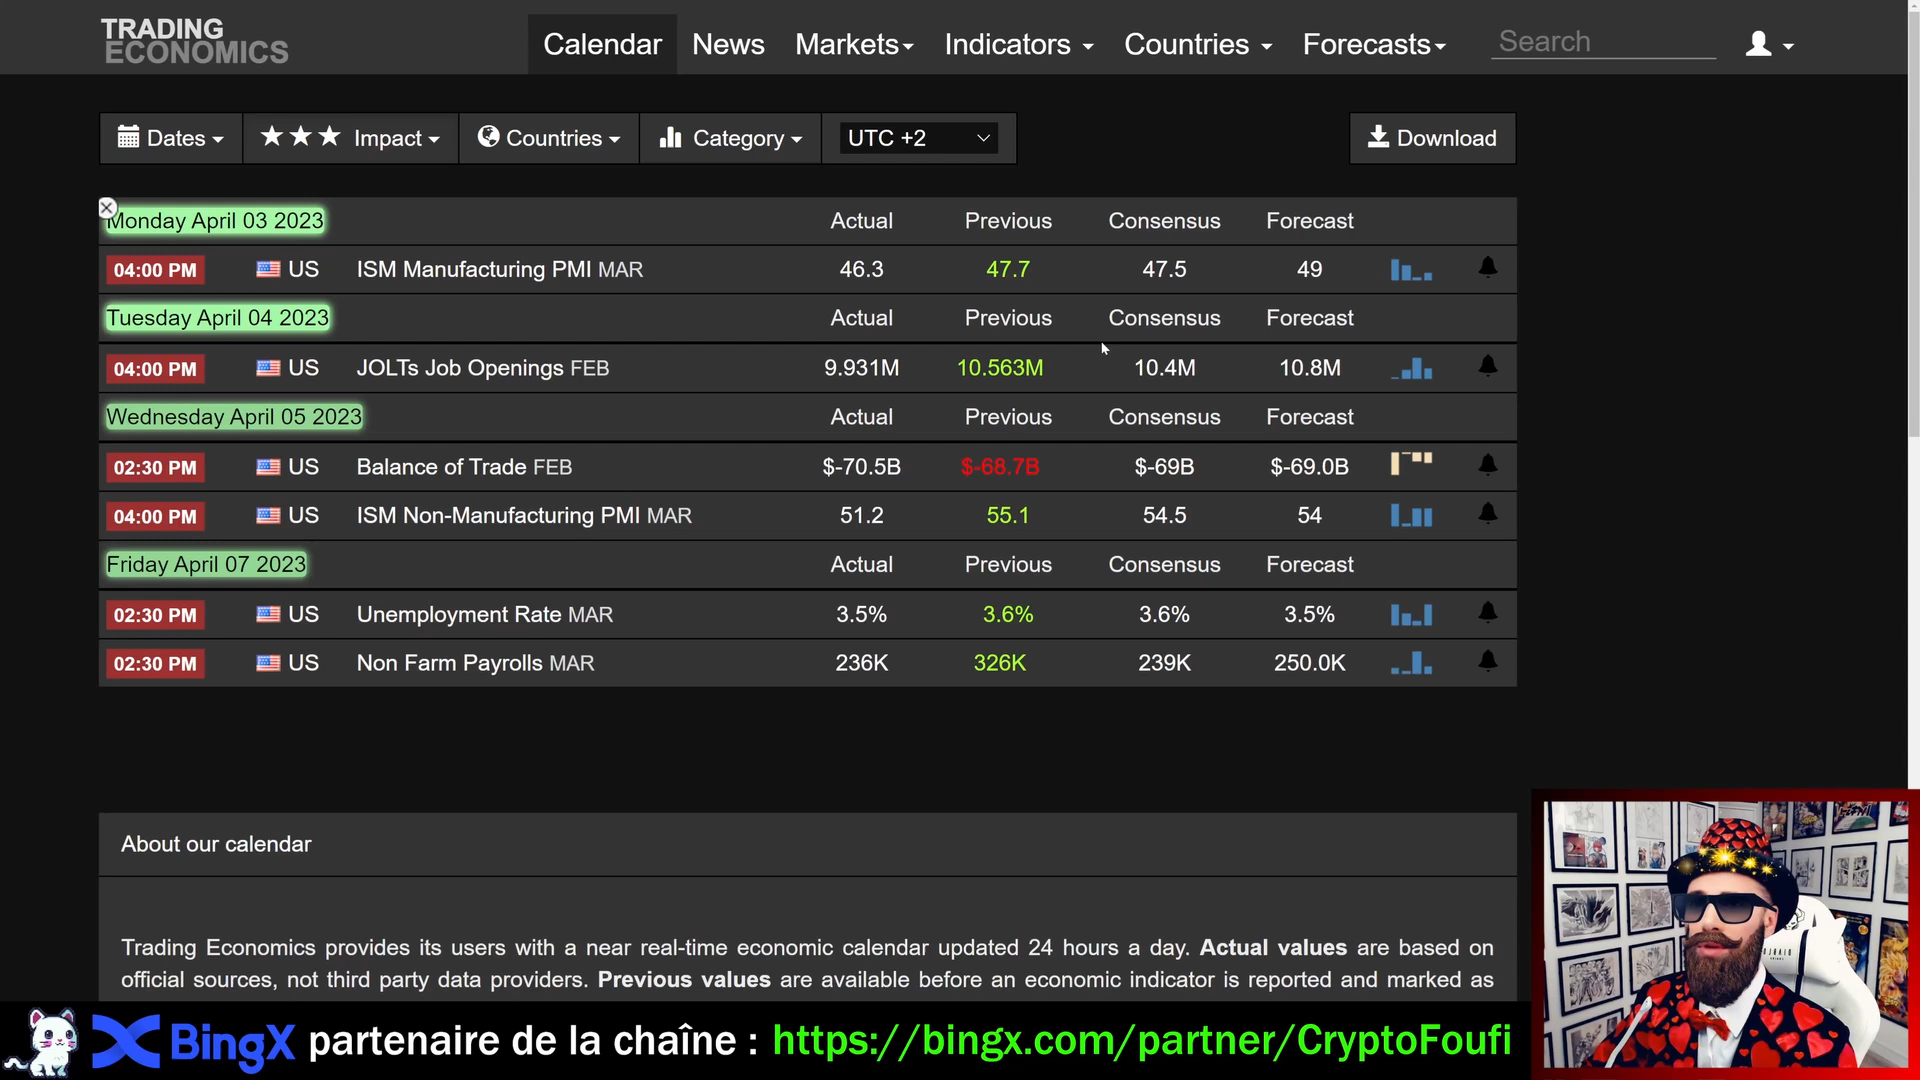 TRADING
ECONOMICS
Calendar News Markets Indicators Countries Forecasts Search
Dates Impact Countries Category UTC +2 Download
Monday April 03 2023 Actual Previous Consensus Forecast
04:00 PM US ISM Manufacturing PMI MAR 46.3 47.7 47.5 49
Tuesday April 04 2023 Actual Previous Consensus Forecast
04:00 PM US JOLTs Job Openings FEB 9.931M 10.563M 10.4M 10.8M
Wednesday April 05 2023 Actual Previous Consensus Forecast
02:30 PM US Balance of Trade FEB $-70.5B $-68.7B $-69B $-69.0B
04:00 PM US ISM Non-Manufacturing PMI MAR 51.2 55.1 54.5 54
Friday April 07 2023 Actual Previous Consensus Forecast
02:30 PM US Unemployment Rate MAR 3.5% 3.6% 3.6% 3.5%
02:30 PM US Non Farm Payrolls MAR 236K 326K 239K 250.0K
About our calendar
Trading Economics provides its users with a near real-time economic calendar updated 24 hours a day. Actual values are based on
official sources, not third party data providers. Previous values are available before an economic indicator is reported and marked as
BingX partenaire de la chaîne : https://bingx.com/partner/CryptoFoufi